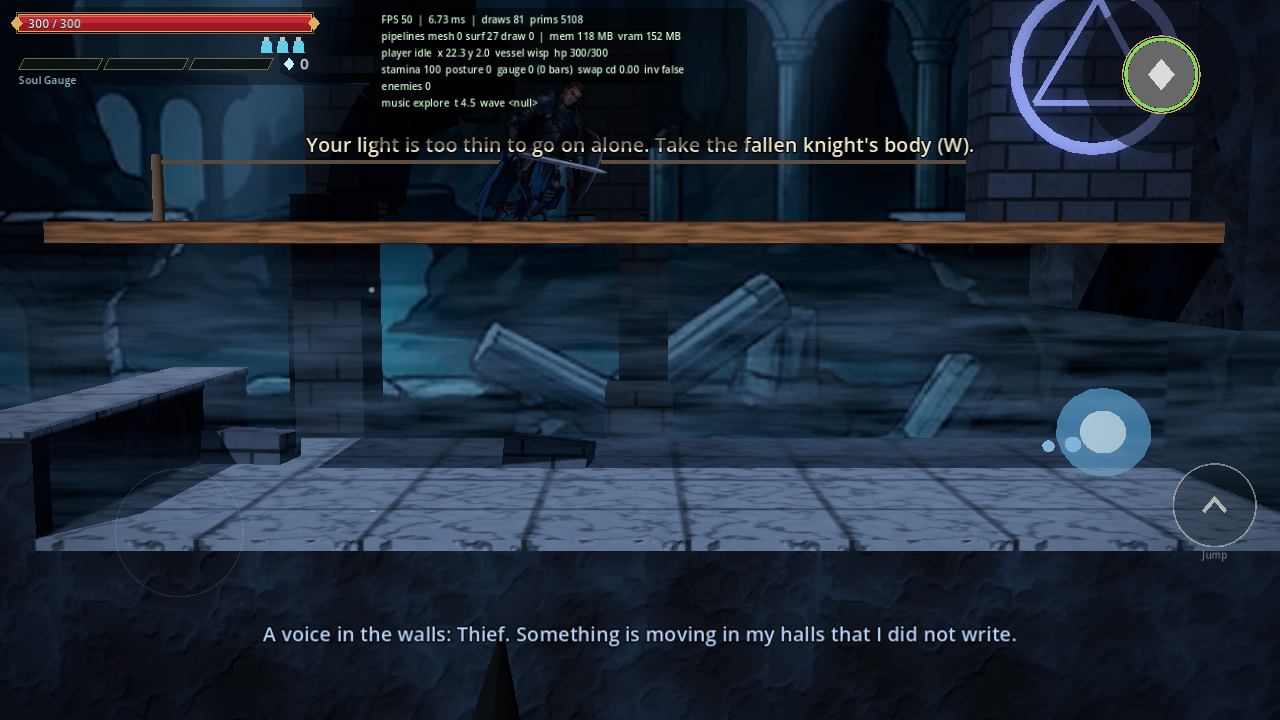 300 / 300
0
Soul Gauge
FPS 50 | 6.73 ms | draws 81 prims 5108
pipelines mesh 0 surf 27 draw 0 | mem 118 MB vram 152 MB
player idle x 22.3 y 2.0 vessel wisp hp 300/300
stamina 100 posture 0 gauge 0 (0 bars) swap cd 0.00 inv false
enemies 0
music explore t 4.5 wave <null>
Your light is too thin to go on alone. Take the fallen knight's body (W).
Jump
A voice in the walls: Thief. Something is moving in my halls that I did not write.